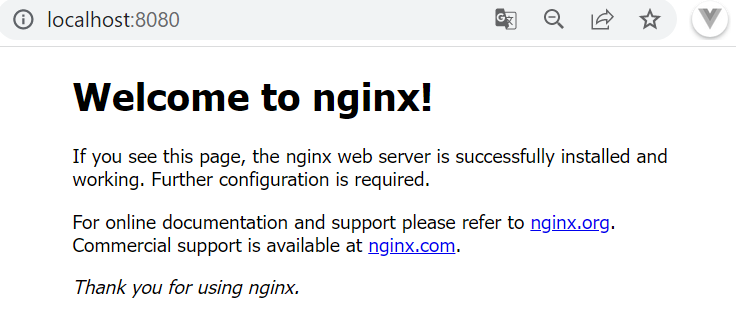 localhost:8080
Welcome to nginx!
If you see this page, the nginx web server is successfully installed and
working. Further configuration is required.
For online documentation and support please refer to nginx.org.
Commercial support is available at nginx.com.
Thank you for using nginx.